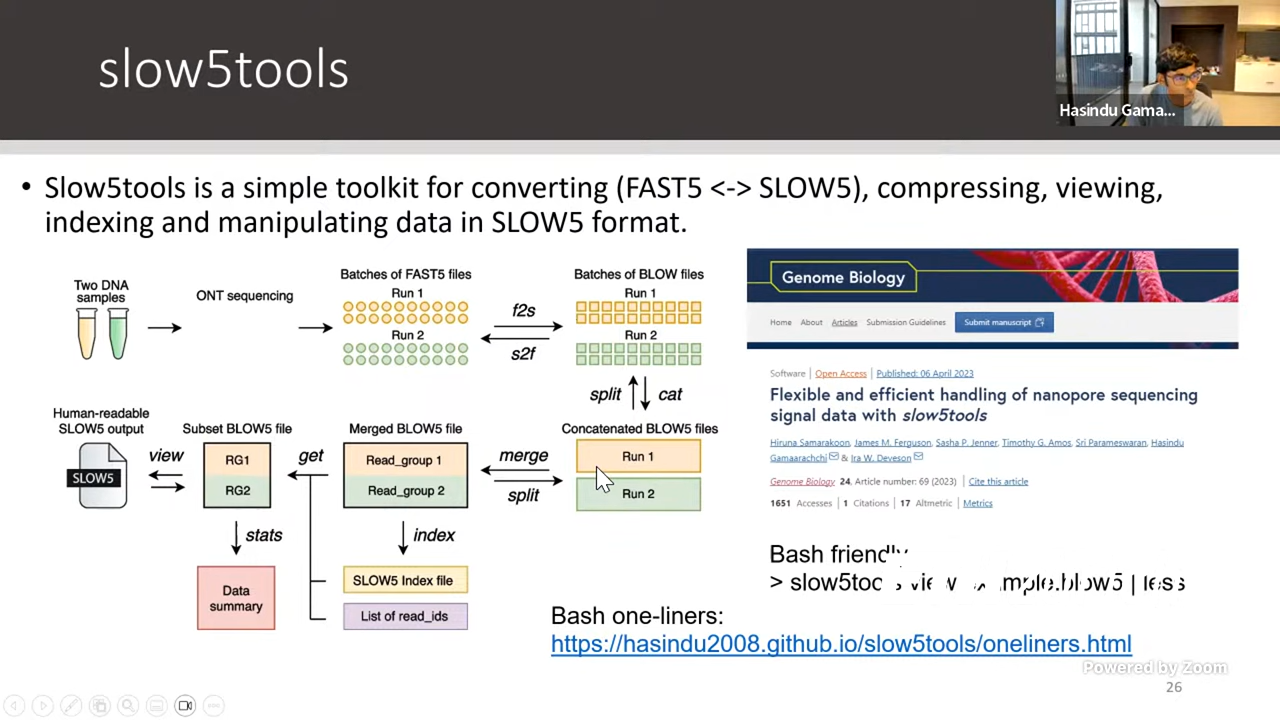 slow5tools
Hasindu Gama...
• Slow5tools is a simple toolkit for converting (FAST5 <-> SLOW5), compressing, viewing,
indexing and manipulating data in SLOW5 format.
Two DNA
samples
ONT sequencing
Batches of FAST5 files
Run 1
Run 2
f2s
s2f
Batches of BLOW files
Run 1
Run 2
split
cat
Human-readable
SLOW5 output
SLOW5
view
Subset BLOW5 file
RG1
RG2
get
Merged BLOW5 file
Read_group 1
Read_group 2
merge
split
Concatenated BLOW5 files
Run 1
Run 2
stats
index
Data
summary
SLOW5 Index file
List of read_ids
Genome Biology
Home About Articles Submission Guidelines Submit manuscript
Software | Open Access | Published: 06 April 2023
Flexible and efficient handling of nanopore sequencing
signal data with slow5tools
Hiruna Samarakoon, James M. Ferguson, Sasha P. Jenner, Timothy G. Amos, Sri Parameswaran, Hasindu
Gamaarachchi & Ira W. Deveson
Genome Biology 24, Article number: 69 (2023) | Cite this article
1651 Accesses | 1 Citations | 17 Altmetric | Metrics
Bash friendly
> slow5tools view example.blow5 | less
Bash one-liners:
https://hasindu2008.github.io/slow5tools/oneliners.html
Powered by Zoom
26